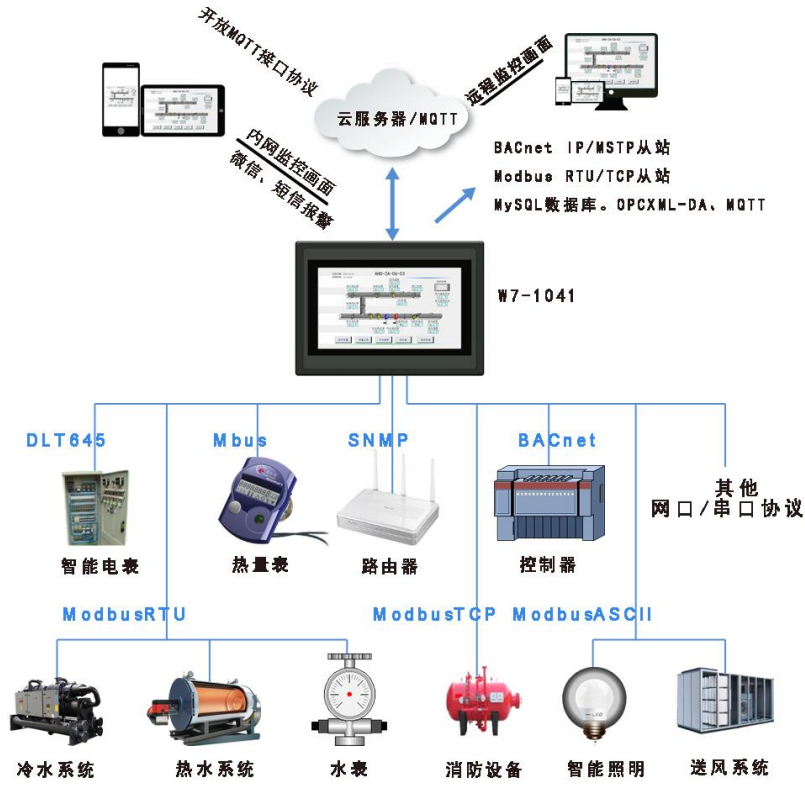 开放MQTT接口协议
远程监控画面
云服务器/MQTT
内网监控画面
微信、短信报警
BACnet IP/MSTP从站
Modbus RTU/TCP从站
MySQL数据库。OPCXML-DA、MQTT
AHU-2A-06-03
W7-1041
DLT645
Mbus
SNMP
BACnet
其他
网口/串口协议
智能电表
热量表
路由器
控制器
ModbusRTU
ModbusTCP
ModbusASCII
冷水系统
热水系统
水表
消防设备
智能照明
送风系统